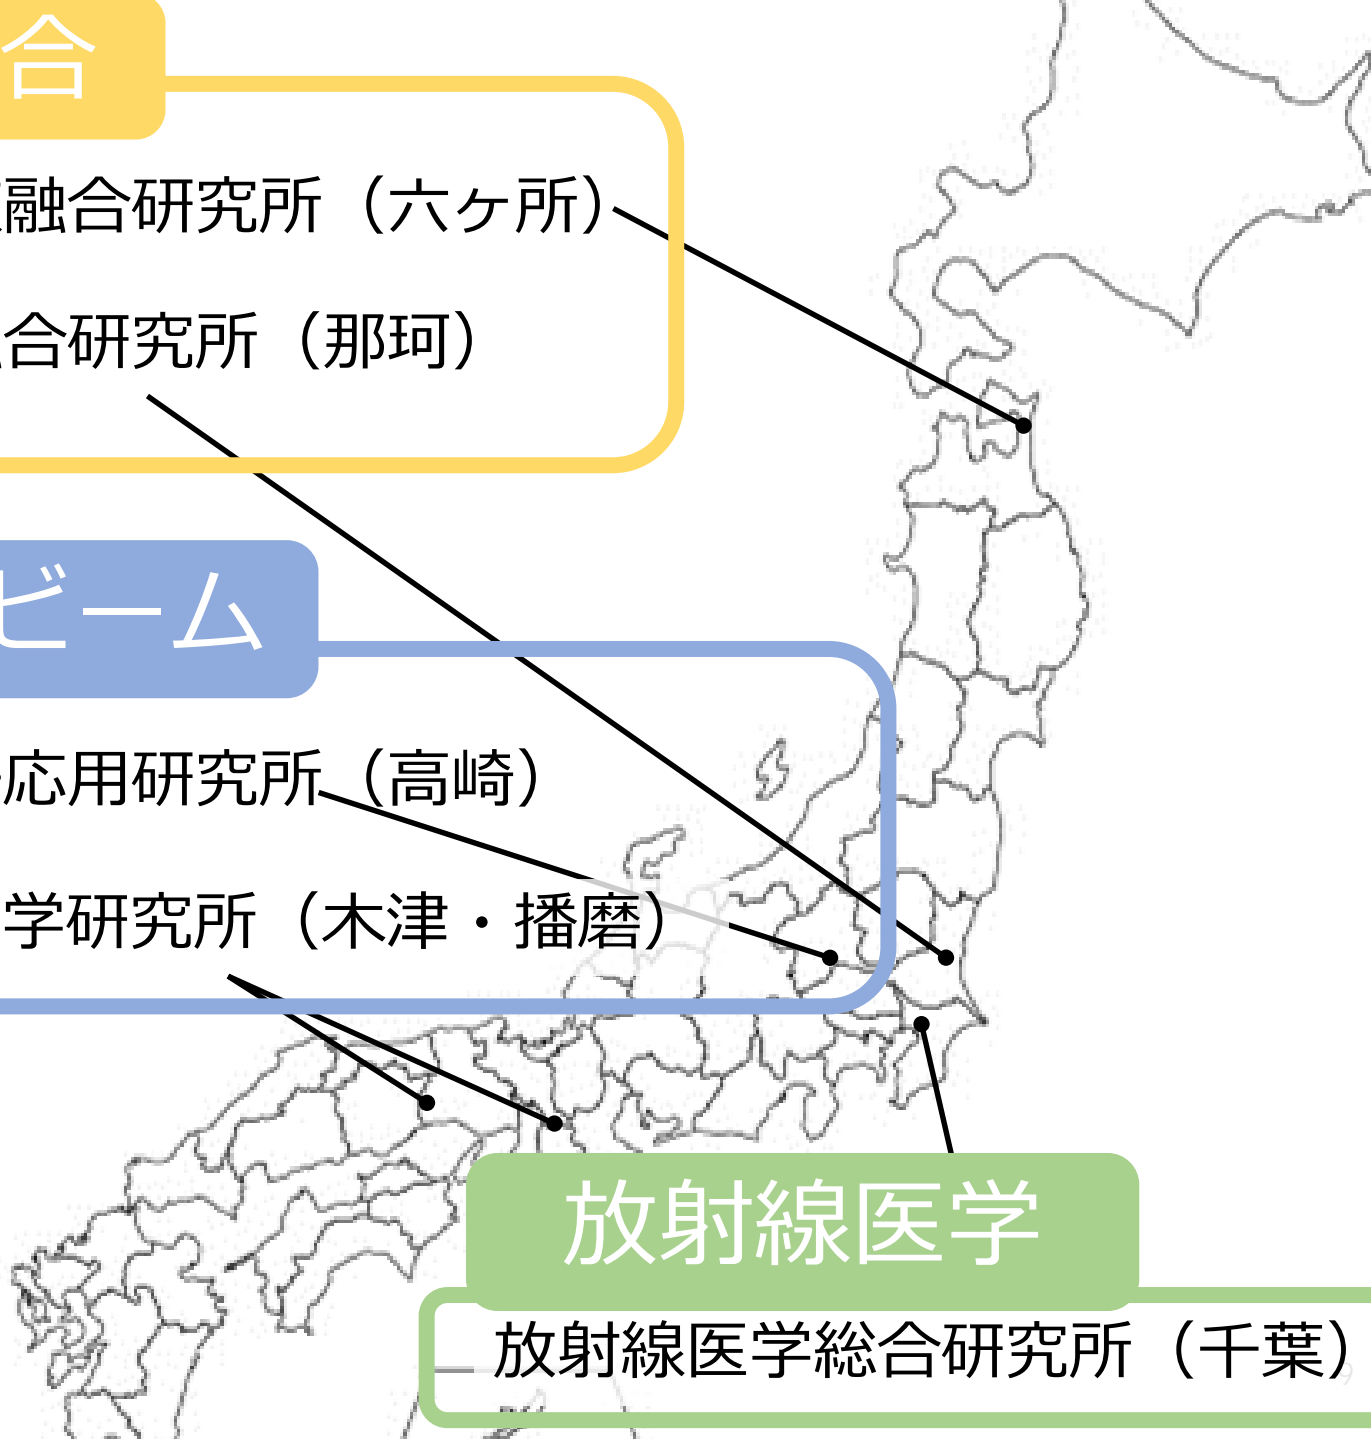 合
融合研究所（六ヶ所）
合研究所（那珂）
ビーム
応用研究所（高崎）
学研究所（木津・播磨）
放射線医学
放射線医学総合研究所（千葉）
9